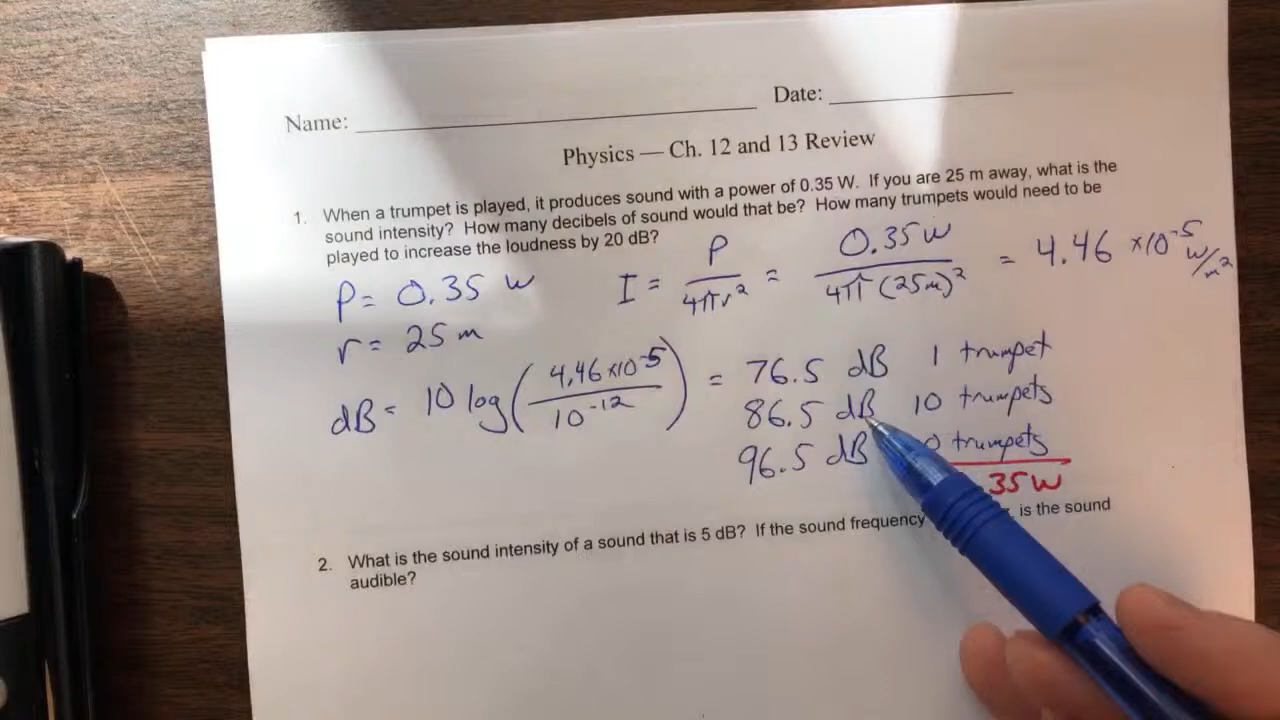 Name: Date:
Physics — Ch. 12 and 13 Review
1. When a trumpet is played, it produces sound with a power of 0.35 W. If you are 25 m away, what is the
sound intensity? How many decibels of sound would that be? How many trumpets would need to be
played to increase the loudness by 20 dB?
P = 0.35 W I = P/4πr² = 0.35 W/4π(25m)² = 4.46 ×10⁻⁵ W/m²
r = 25 m
dB = 10 log(4.46×10⁻⁵/10⁻¹²) = 76.5 dB 1 trumpet
86.5 dB 10 trumpets
96.5 dB 0 trumpets
35W
2. What is the sound intensity of a sound that is 5 dB? If the sound frequency is the sound
audible?